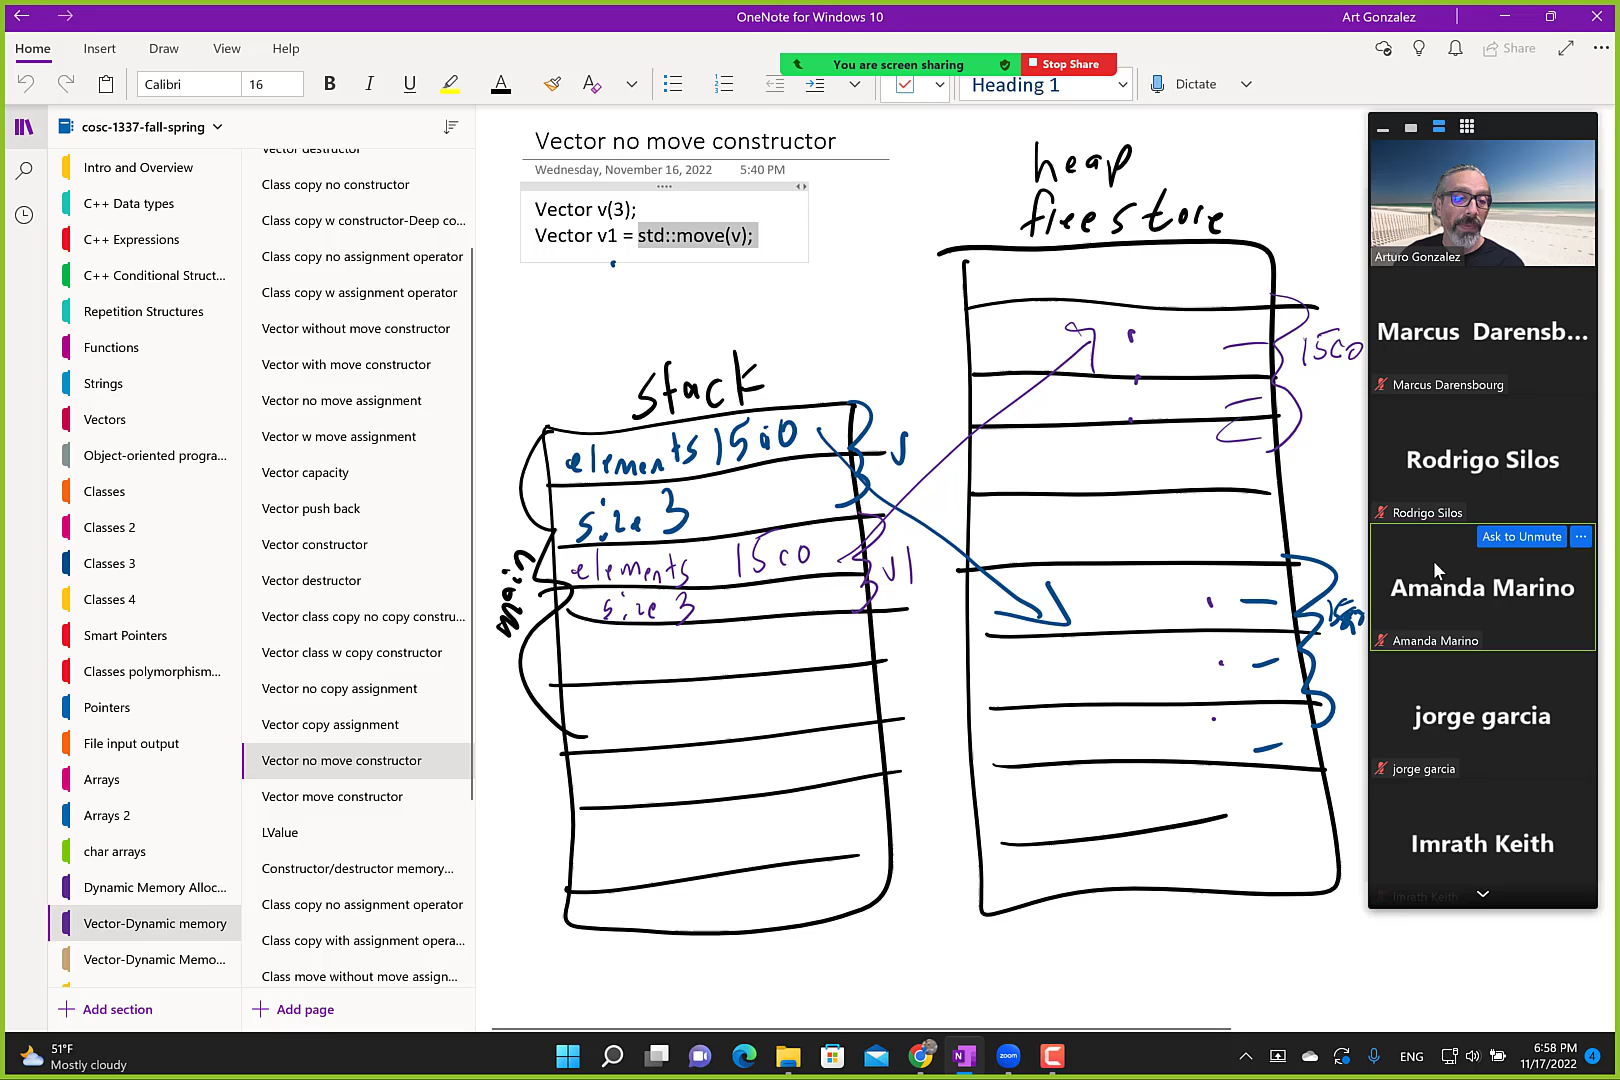 OneNote for Windows 10
Art Gonzalez
Home Insert Draw View Help
Share
You are screen sharing
Stop Share
Calibri 16 B I U A
Heading 1
Dictate
cosc-1337-fall-spring
Intro and Overview
C++ Data types
C++ Expressions
C++ Conditional Struct...
Repetition Structures
Functions
Strings
Vectors
Object-oriented progra...
Classes
Classes 2
Classes 3
Classes 4
Smart Pointers
Classes polymorphism...
Pointers
File input output
Arrays
Arrays 2
char arrays
Dynamic Memory Alloc...
Vector-Dynamic memory
Vector-Dynamic Memo...
Add section
Vector destructor
Class copy no constructor
Class copy w constructor-Deep co...
Class copy no assignment operator
Class copy w assignment operator
Vector without move constructor
Vector with move constructor
Vector no move assignment
Vector w move assignment
Vector capacity
Vector push back
Vector constructor
Vector destructor
Vector class copy no copy constru...
Vector class w copy constructor
Vector no copy assignment
Vector copy assignment
Vector no move constructor
Vector move constructor
LValue
Constructor/destructor memory...
Class copy no assignment operator
Class copy with assignment opera...
Class move without move assign...
Add page
Vector no move constructor
Wednesday, November 16, 2022 5:40 PM
Vector v(3);
Vector v1 = std::move(v);
heap
free store
stack
elements 1500
v
size 3
elements 1500
v1
size 3
main
1500
Arturo Gonzalez
Marcus Darensb...
Marcus Darensbourg
Rodrigo Silos
Rodrigo Silos
Ask to Unmute
Amanda Marino
Amanda Marino
jorge garcia
jorge garcia
Imrath Keith
Imrath Keith
51°F
Mostly cloudy
zoom
ENG
6:58 PM
11/17/2022
4